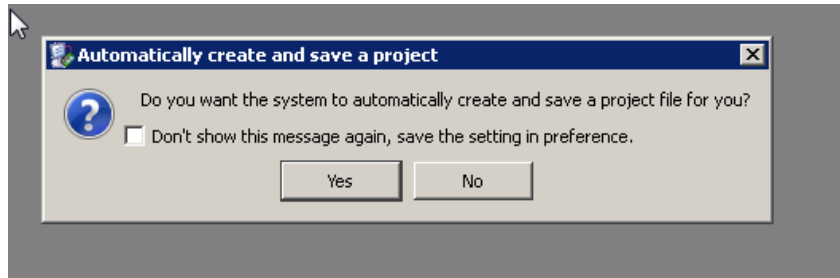 Automatically create and save a project
Do you want the system to automatically create and save a project file for you?
Don't show this message again, save the setting in preference.
Yes No